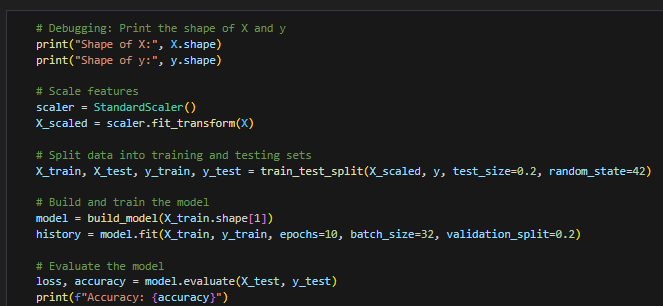 # Debugging: Print the shape of X and y
print("Shape of X:", X.shape)
print("Shape of y:", y.shape)
# Scale features
scaler = StandardScaler()
X_scaled = scaler.fit_transform(X)
# Split data into training and testing sets
X_train, X_test, y_train, y_test = train_test_split(X_scaled, y, test_size=0.2, random_state=42)
# Build and train the model
model = build_model(X_train.shape[1])
history = model.fit(X_train, y_train, epochs=10, batch_size=32, validation_split=0.2)
# Evaluate the model
loss, accuracy = model.evaluate(X_test, y_test)
print(f"Accuracy: {accuracy}")